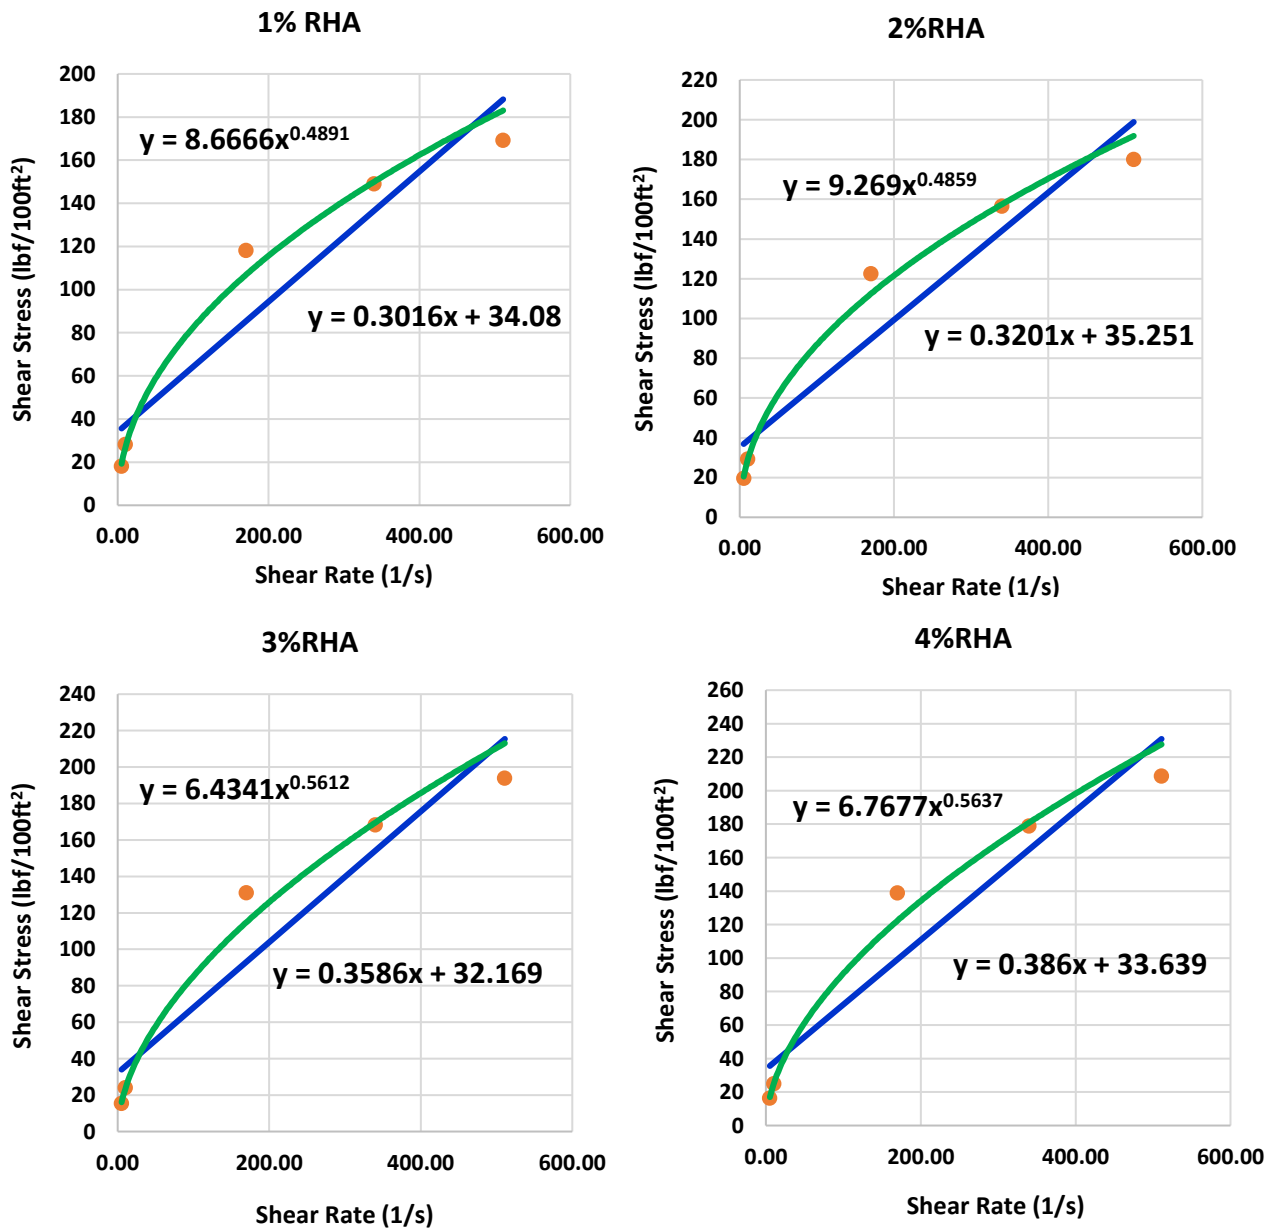 1% RHA
200
180
160
140
120
100
80
60
40
20
0
y = 8.6666x^0.4891
y = 0.3016x + 34.08
Shear Stress (lbf/100ft²)
0.00 200.00 400.00 600.00
Shear Rate (1/s)
2%RHA
220
200
180
160
140
120
100
80
60
40
20
0
y = 9.269x^0.4859
y = 0.3201x + 35.251
Shear Stress (lbf/100ft²)
0.00 200.00 400.00 600.00
Shear Rate (1/s)
3%RHA
240
220
200
180
160
140
120
100
80
60
40
20
0
y = 6.4341x^0.5612
y = 0.3586x + 32.169
Shear Stress (lbf/100ft²)
0.00 200.00 400.00 600.00
Shear Rate (1/s)
4%RHA
260
240
220
200
180
160
140
120
100
80
60
40
20
0
y = 6.7677x^0.5637
y = 0.386x + 33.639
Shear Stress (lbf/100ft²)
0.00 200.00 400.00 600.00
Shear Rate (1/s)